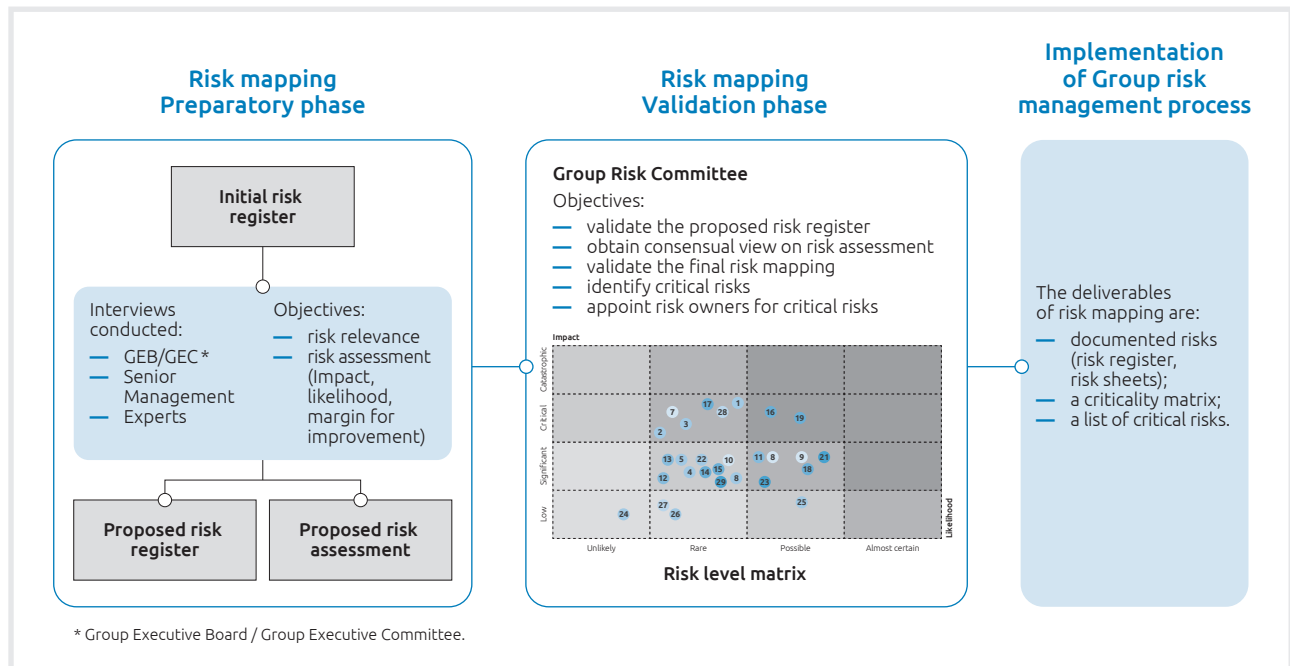 Risk mapping
Preparatory phase
Initial risk
register
Interviews
conducted:
— GEB/GEC *
— Senior
Management
— Experts
Objectives:
— risk relevance
— risk assessment
(Impact,
likelihood,
margin for
improvement)
Proposed risk
register
Proposed risk
assessment
* Group Executive Board / Group Executive Committee.
Risk mapping
Validation phase
Group Risk Committee
Objectives:
— validate the proposed risk register
— obtain consensual view on risk assessment
— validate the final risk mapping
— identify critical risks
— appoint risk owners for critical risks
Impact
Catastrophic
Critical
17 1
7 28 16
3 19
2
Significant
13 5 22 10 11 8 9 21
4 14 15 18
12 29 8 23
Low
27 25
24 26
Likelihood
Unlikely Rare Possible Almost certain
Risk level matrix
Implementation
of Group risk
management process
The deliverables
of risk mapping are:
— documented risks
(risk register,
risk sheets);
— a criticality matrix;
— a list of critical risks.